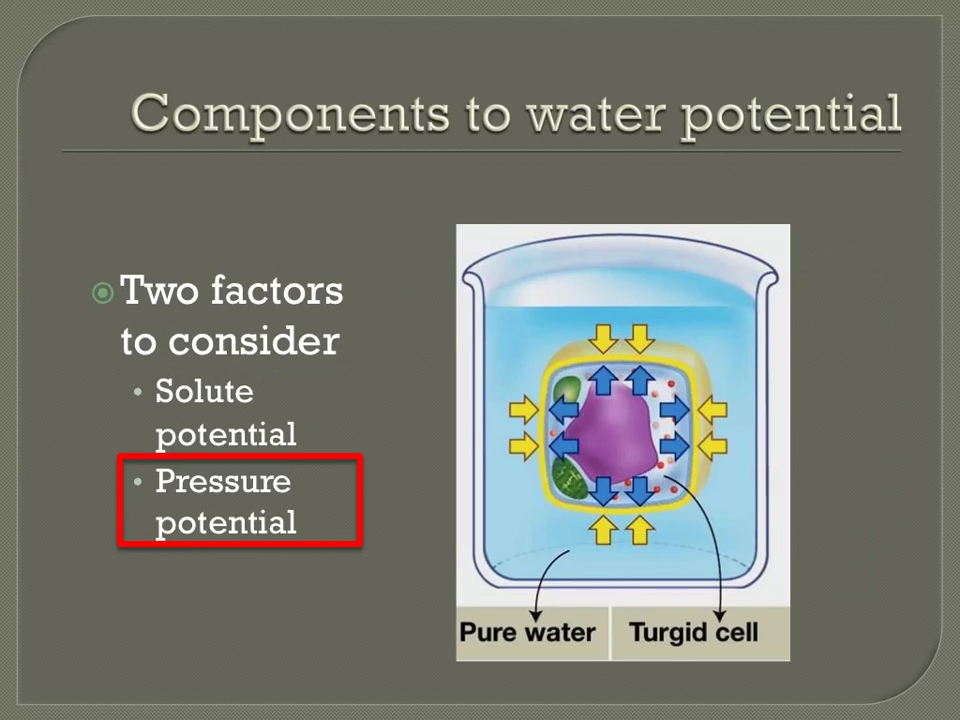 Components to water potential
Two factors
to consider
• Solute
potential
• Pressure
potential
Pure water
Turgid cell